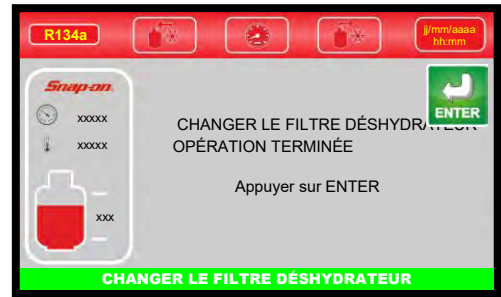 R134a
jj/mm/aaaa
hh:mm
Snap-on
ENTER
xxxxx
xxxxx
xxx
CHANGER LE FILTRE DÉSHYDRATEUR
OPÉRATION TERMINÉE
Appuyer sur ENTER
CHANGER LE FILTRE DÉSHYDRATEUR